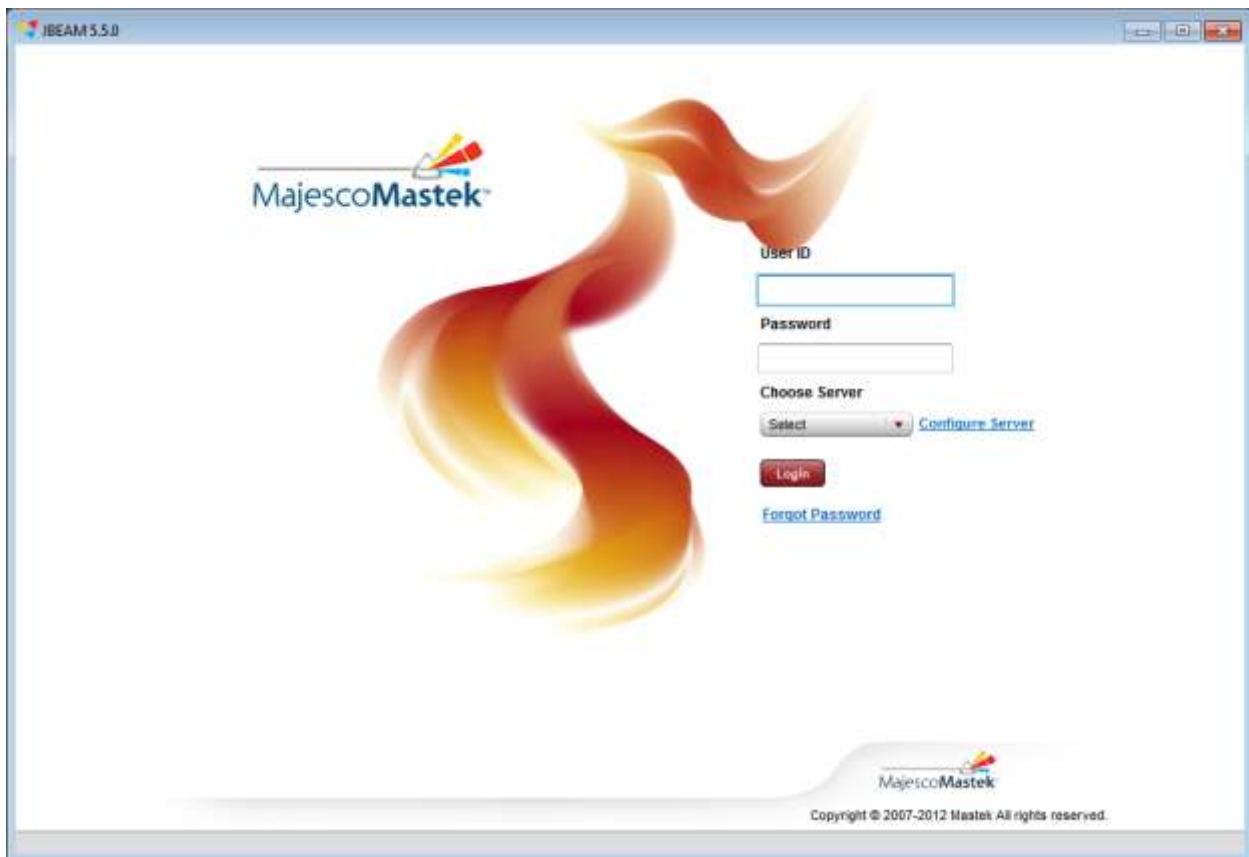 JBEAM 5.5.0
MajescoMastek™
User ID
Password
Choose Server
Select
Configure Server
Login
Forgot Password
MajescoMastek
Copyright © 2007-2012 Mastek All rights reserved.